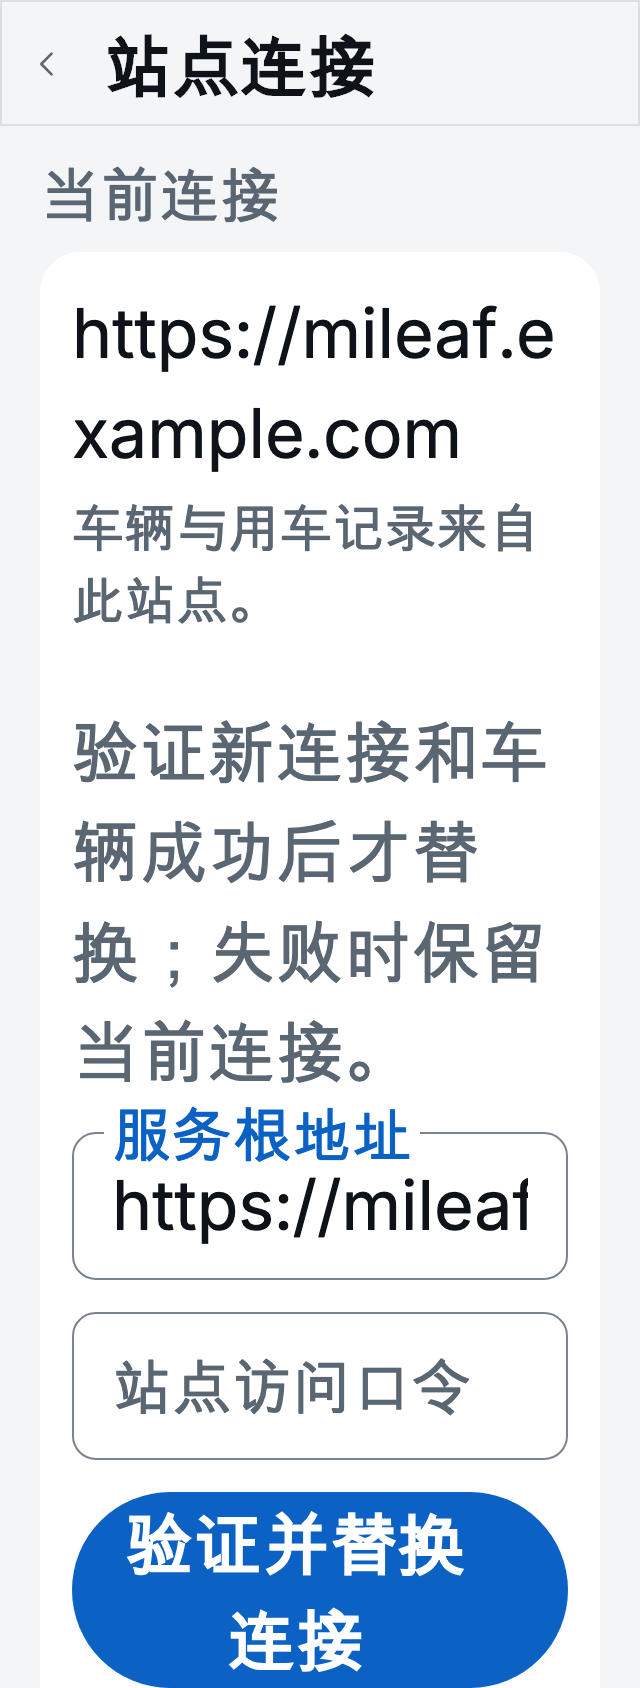 站点连接
当前连接
https://mileaf.e
xample.com
车辆与用车记录来自
此站点。
验证新连接和车
辆成功后才替
换；失败时保留
当前连接。
服务根地址
https://mileaf
站点访问口令
验证并替换
连接